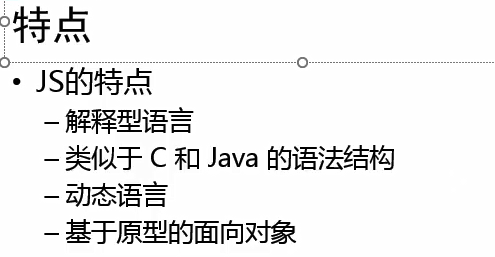 特点
• JS的特点
– 解释型语言
– 类似于 C 和 Java 的语法结构
– 动态语言
– 基于原型的面向对象